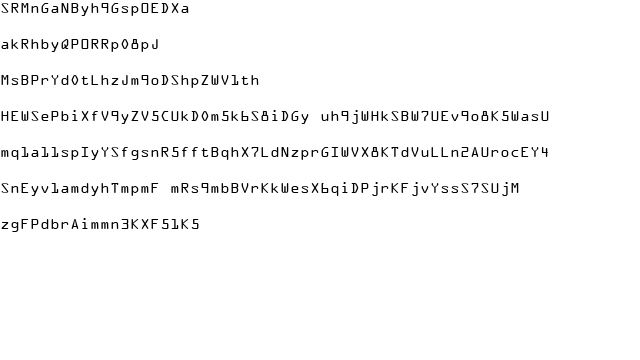 SRMnGaNByh9GspOEDXa
akRhbyQPORRp08pJ
MsBPrYd0tLhzJm9oDShpZWV1th
HEWSePbiXfV9yZV5CUkD0m5k6S8iDGy uh9jWHkSBW7UEv9o8K5WasU
mq1a11spIyYSfgsnR5fftBqhX7LdNzprGIWVX8KTdVuLLn2AUrocEY4
SnEyv1amdyhTmpmF mRs9mbBVrKkWesX6qiDPjrKFjvYssS7SUjM
zgFPdbrAimmn3KXF51K5